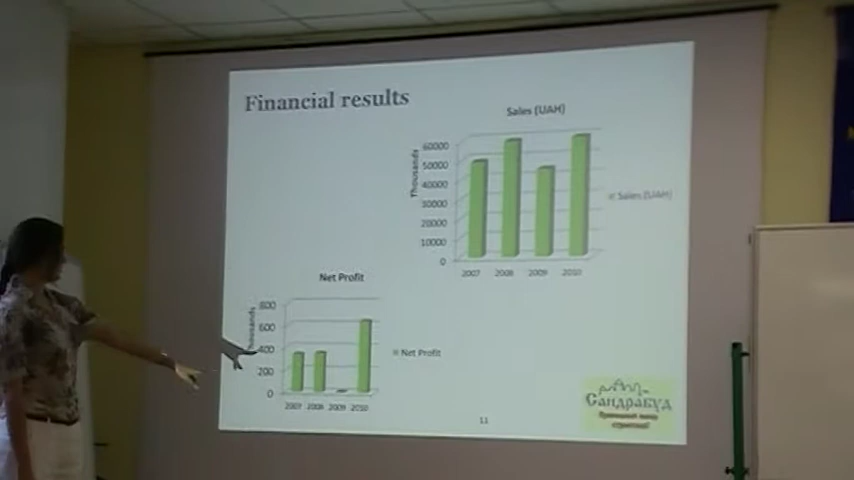 Financial results
Sales (UAH)
Thousands
60000
50000
40000
30000
20000
10000
0
2007 2008 2009 2010
Sales (UAH)
Net Profit
Thousands
800
600
400
200
0
2007 2008 2009 2010
Net Profit
11
Сандрабуд